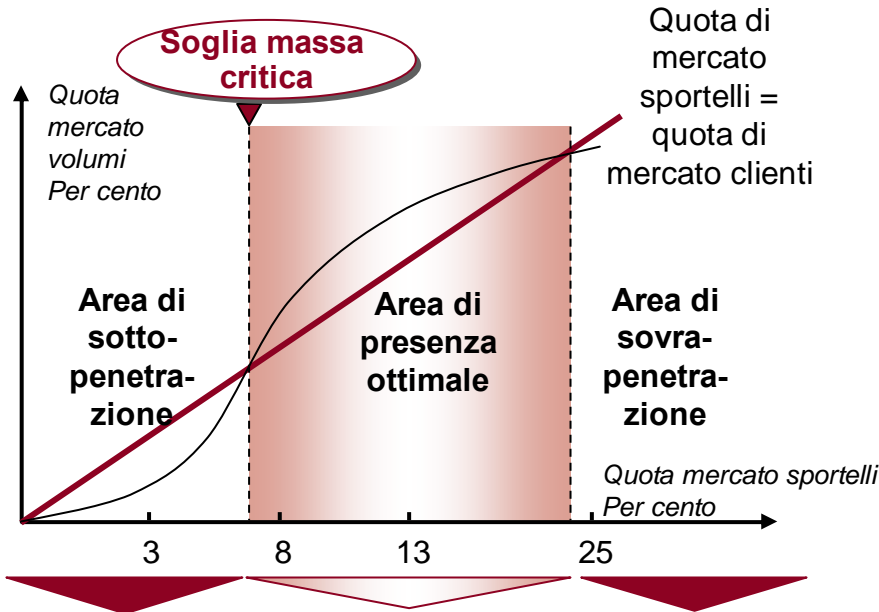 Soglia massa
critica
Quota di
mercato
sportelli =
quota di
mercato clienti
Quota
mercato
volumi
Per cento
Area di
sotto-
penetra-
zione
Area di
presenza
ottimale
Area di
sovra-
penetra-
zione
Quota mercato sportelli
Per cento
3
8
13
25